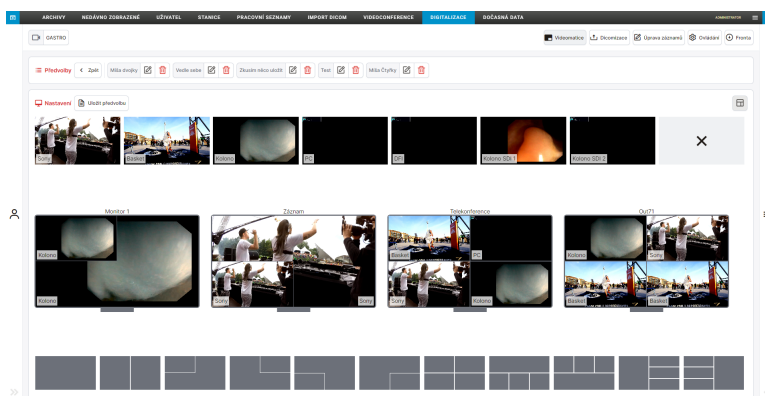 ARCHIVY NEDÁVNO ZOBRAZENÉ UŽIVATEL STANICE PRACOVNÍ SEZNAMY IMPORT DICOM VIDEOCONFERENCE DIGITALIZACE DOČASNÁ DATA ADMINISTRATOR
GASTRO Videomatice Dicomizace Úprava záznamů Ovládání Fronta
Předvolby Zpět Míša dvojky Vedle sebe Zkusím něco uložit Test Míša Čtyřky
Nastavení Uložit předvolbu
Sony Basket Kolono PC DFI Kolono SDI 1 Kolono SDI 2
Monitor 1 Záznam Telekonference Out71
Kolono Basket PC Kolono Sony
Kolono Sony Sony Sony Kolono Basket Basket